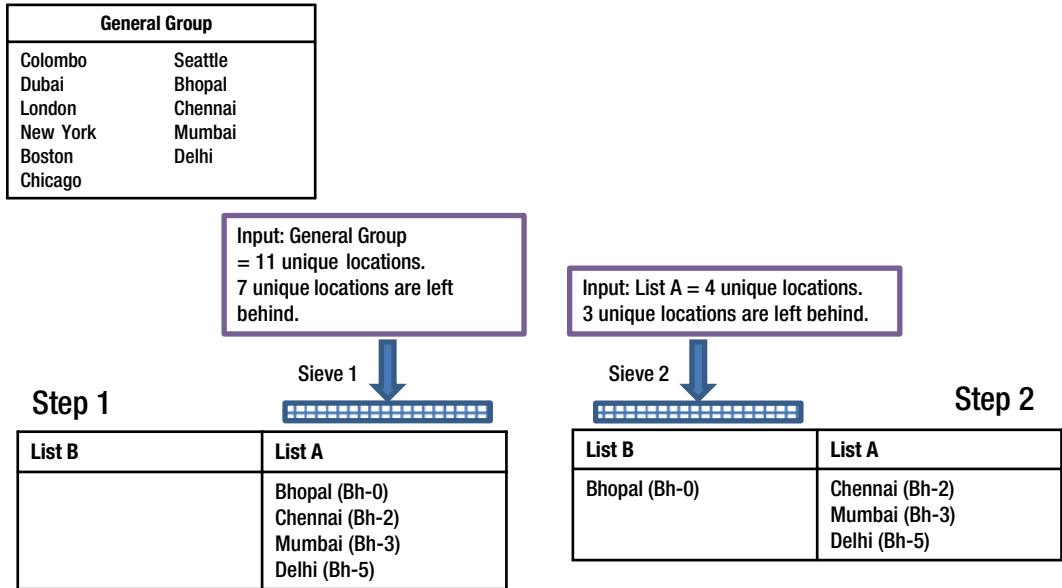 General Group
Colombo Seattle
Dubai Bhopal
London Chennai
New York Mumbai
Boston Delhi
Chicago
Input: General Group
= 11 unique locations.
7 unique locations are left
behind.
Input: List A = 4 unique locations.
3 unique locations are left behind.
Sieve 1
Sieve 2
Step 1
Step 2
List B List A
Bhopal (Bh-0)
Chennai (Bh-2)
Mumbai (Bh-3)
Delhi (Bh-5)
List B List A
Bhopal (Bh-0) Chennai (Bh-2)
Mumbai (Bh-3)
Delhi (Bh-5)